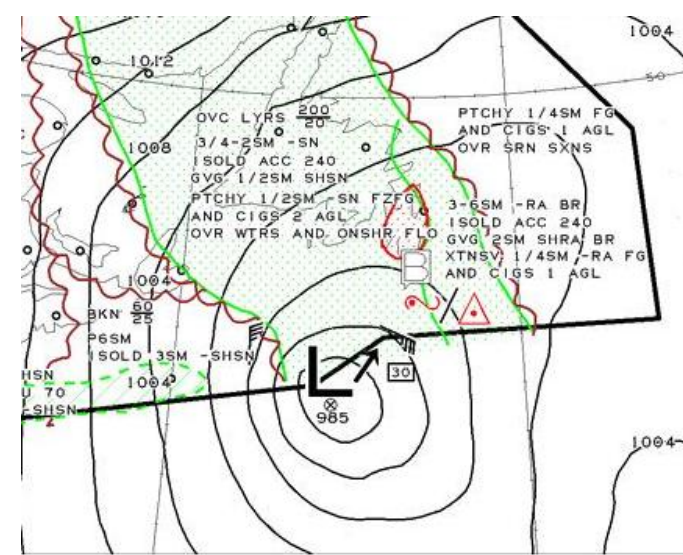 1004
50
1012
OVC LYRS 200
20
3/4-2SM -SN
ISOLD ACC 240
GVG 1/2SM SHSN
PTCHY 1/2SM -SN FZFG
AND CIGS 2 AGL
OVR WTRS AND ONSHR FLO
PTCHY 1/4SM FG
AND CIGS 1 AGL
OVR SRN SXNS
1008
3-6SM -RA BR
ISOLD ACC 240
GVG 2SM SHRA BR
XTNSV 1/4SM -RA FG
AND CIGS 1 AGL
1004
BKN 60
25
P6SM
ISOLD 3SM -SHSN
HSN
U 70
-SHSN
1004
L
30
985
1004